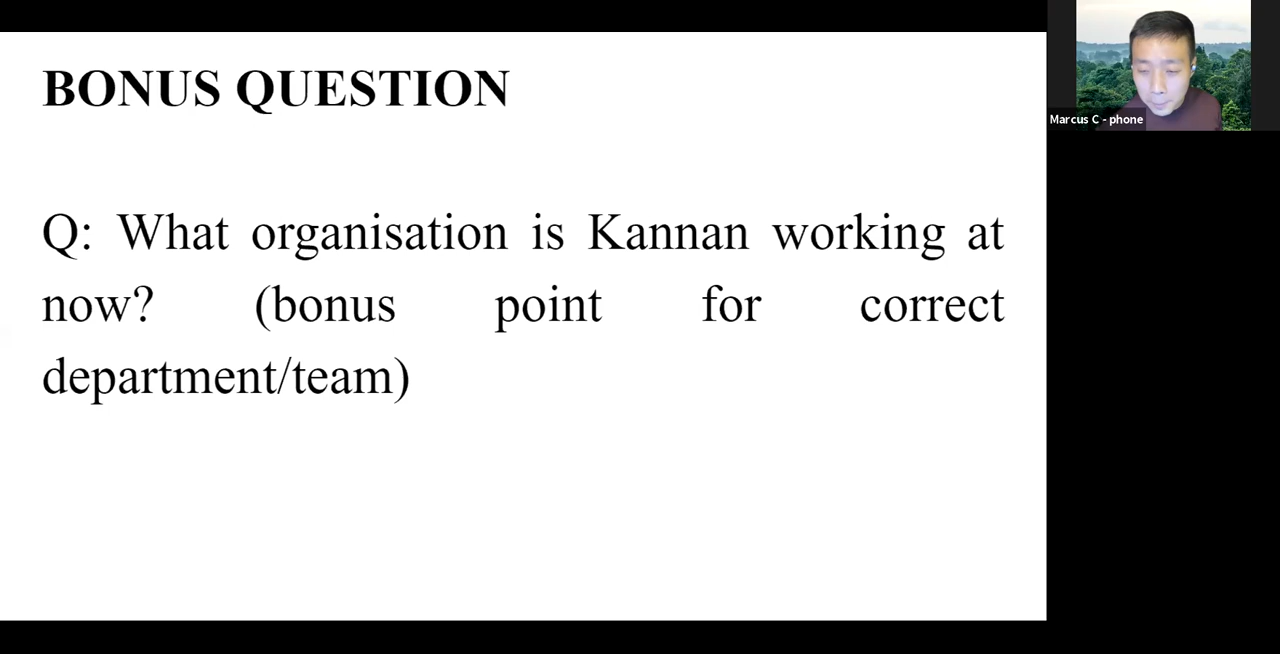 BONUS QUESTION
Q: What organisation is Kannan working at
now? (bonus point for correct
department/team)
Marcus C - phone